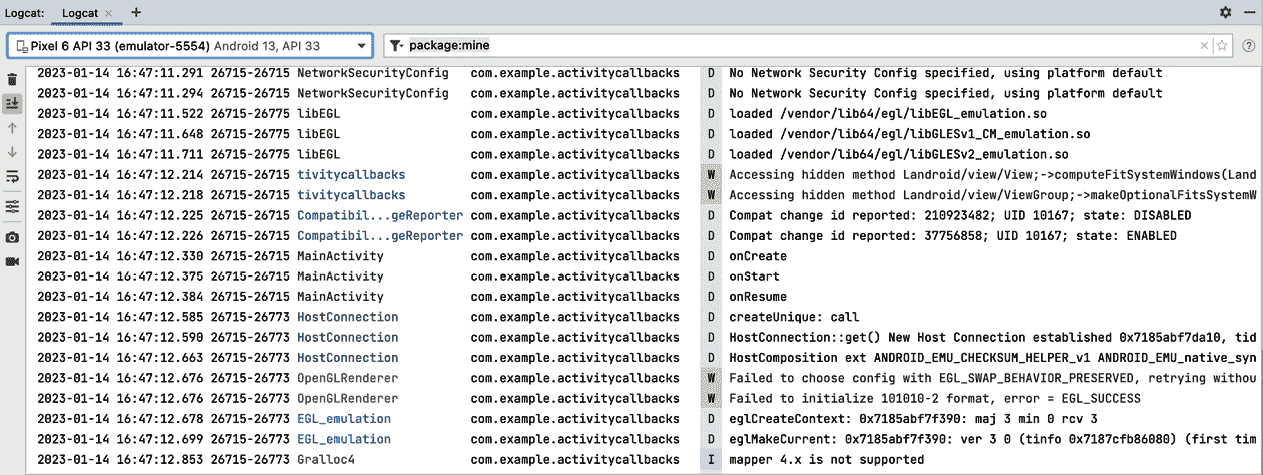 Logcat: Logcat × +
Pixel 6 API 33 (emulator-5554) Android 13, API 33 package:mine
2023-01-14 16:47:11.291 26715-26715 NetworkSecurityConfig com.example.activitycallbacks D No Network Security Config specified, using platform default
2023-01-14 16:47:11.294 26715-26715 NetworkSecurityConfig com.example.activitycallbacks D No Network Security Config specified, using platform default
2023-01-14 16:47:11.522 26715-26775 libEGL com.example.activitycallbacks D loaded /vendor/lib64/egl/libEGL_emulation.so
2023-01-14 16:47:11.648 26715-26775 libEGL com.example.activitycallbacks D loaded /vendor/lib64/egl/libGLESv1_CM_emulation.so
2023-01-14 16:47:11.711 26715-26775 libEGL com.example.activitycallbacks D loaded /vendor/lib64/egl/libGLESv2_emulation.so
2023-01-14 16:47:12.214 26715-26715 tivitycallbacks com.example.activitycallbacks W Accessing hidden method Landroid/view/View;->computeFitSystemWindows(Land
2023-01-14 16:47:12.218 26715-26715 tivitycallbacks com.example.activitycallbacks W Accessing hidden method Landroid/view/ViewGroup;->makeOptionalFitsSystemW
2023-01-14 16:47:12.225 26715-26715 Compatibil...geReporter com.example.activitycallbacks D Compat change id reported: 210923482; UID 10167; state: DISABLED
2023-01-14 16:47:12.226 26715-26715 Compatibil...geReporter com.example.activitycallbacks D Compat change id reported: 37756858; UID 10167; state: ENABLED
2023-01-14 16:47:12.330 26715-26715 MainActivity com.example.activitycallbacks D onCreate
2023-01-14 16:47:12.375 26715-26715 MainActivity com.example.activitycallbacks D onStart
2023-01-14 16:47:12.384 26715-26715 MainActivity com.example.activitycallbacks D onResume
2023-01-14 16:47:12.585 26715-26773 HostConnection com.example.activitycallbacks D createUnique: call
2023-01-14 16:47:12.590 26715-26773 HostConnection com.example.activitycallbacks D HostConnection::get() New Host Connection established 0x7185abf7da10, tid
2023-01-14 16:47:12.663 26715-26773 HostConnection com.example.activitycallbacks D HostComposition ext ANDROID_EMU_CHECKSUM_HELPER_v1 ANDROID_EMU_native_syn
2023-01-14 16:47:12.676 26715-26773 OpenGLRenderer com.example.activitycallbacks W Failed to choose config with EGL_SWAP_BEHAVIOR_PRESERVED, retrying withou
2023-01-14 16:47:12.676 26715-26773 OpenGLRenderer com.example.activitycallbacks W Failed to initialize 101010-2 format, error = EGL_SUCCESS
2023-01-14 16:47:12.678 26715-26773 EGL_emulation com.example.activitycallbacks D eglCreateContext: 0x7185abf7f390: maj 3 min 0 rcv 3
2023-01-14 16:47:12.699 26715-26773 EGL_emulation com.example.activitycallbacks D eglMakeCurrent: 0x7185abf7f390: ver 3 0 (tinfo 0x7187cfb86080) (first tim
2023-01-14 16:47:12.853 26715-26773 Gralloc4 com.example.activitycallbacks I mapper 4.x is not supported